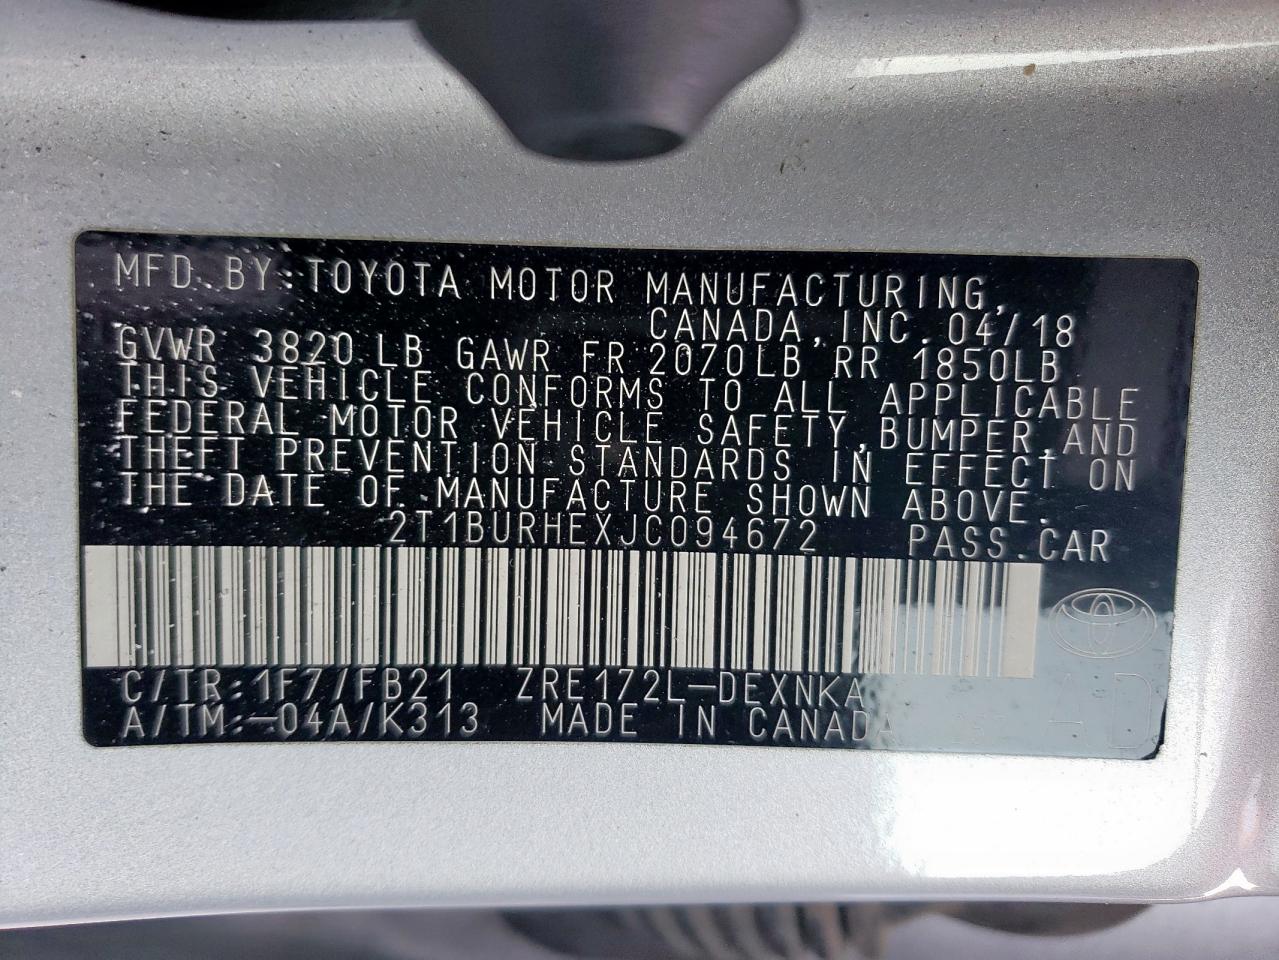 MFD.BY:TOYOTA MOTOR MANUFACTURING,
CANADA,INC.04/18
GVWR 3820LB GAWR FR 2070LB RR 1850LB
THIS VEHICLE CONFORMS TO ALL APPLICABLE
FEDERAL MOTOR VEHICLE SAFETY,BUMPER,AND
THEFT PREVENTION STANDARDS IN EFFECT ON
THE DATE OF MANUFACTURE SHOWN ABOVE.
2T1BURHEXJC094672 PASS.CAR
C/TR:1F7/FB21 ZRE172L-DEXNKA
A/TM:-04A/K313 MADE IN CANADA